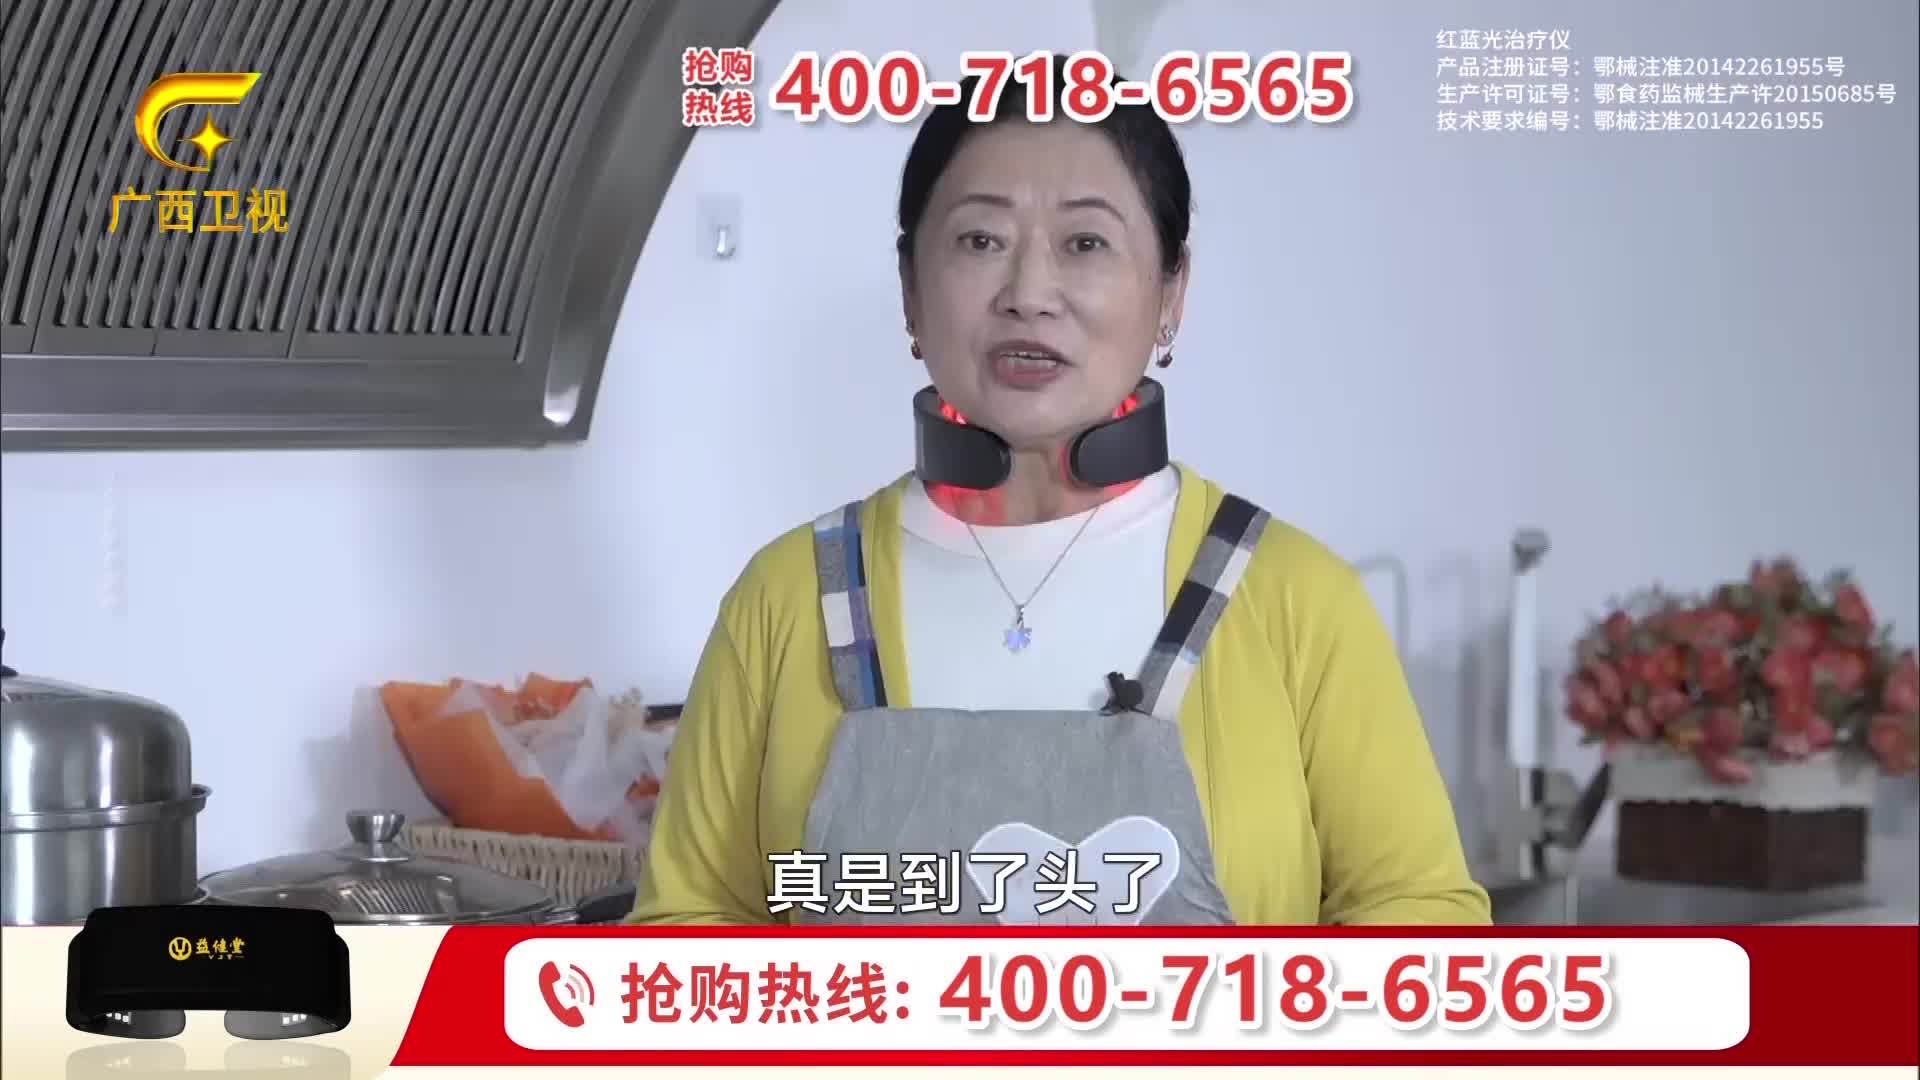 抢购
热线 400-718-6565
红蓝光治疗仪
产品注册证号：鄂械注准20142261955号
生产许可证号：鄂食药监械生产许20150685号
技术要求编号：鄂械注准20142261955
广西卫视
真是到了头了
益健堂
YJT
抢购热线: 400-718-6565